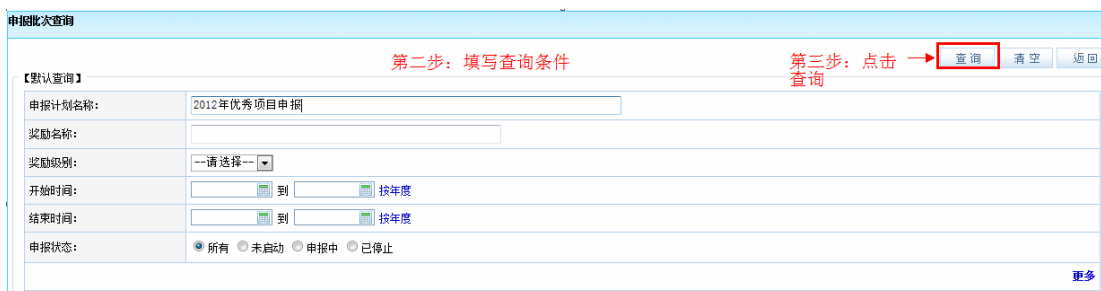 申报批次查询
第二步：填写查询条件
第三步：点击
查询
查询 清空 返回
【默认查询】
申报计划名称： 2012年优秀项目申报
奖励名称：
奖励级别： --请选择--
开始时间： 到 按年度
结束时间： 到 按年度
申报状态： 所有 未启动 申报中 已停止
更多